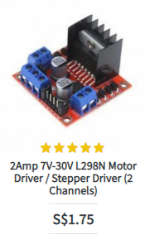 2Amp 7V-30V L298N Motor
Driver / Stepper Driver (2
Channels)
S$1.75